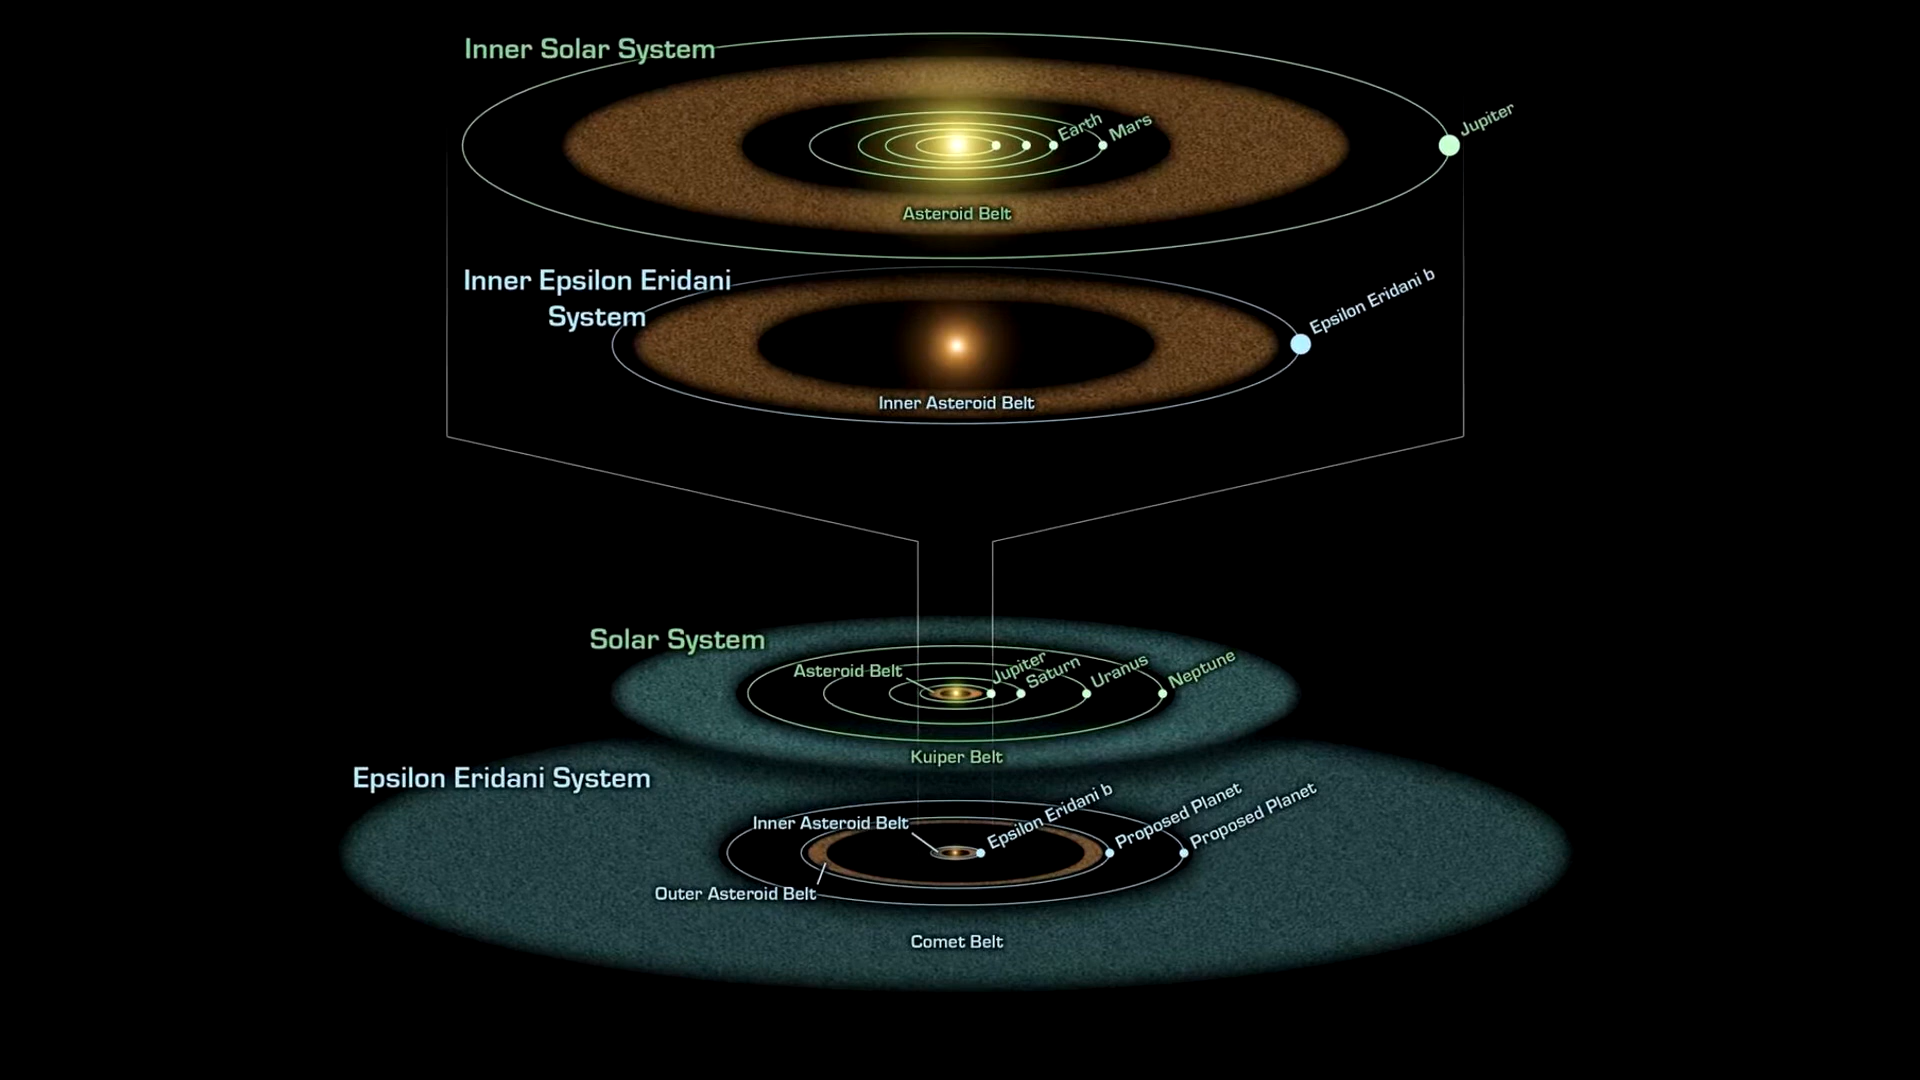 Inner Solar System
Earth
Mars
Jupiter
Asteroid Belt
Inner Epsilon Eridani
System
Epsilon Eridani b
Inner Asteroid Belt
Solar System
Asteroid Belt
Jupiter
Saturn
Uranus
Neptune
Kuiper Belt
Epsilon Eridani System
Inner Asteroid Belt
Epsilon Eridani b
Proposed Planet
Proposed Planet
Outer Asteroid Belt
Comet Belt